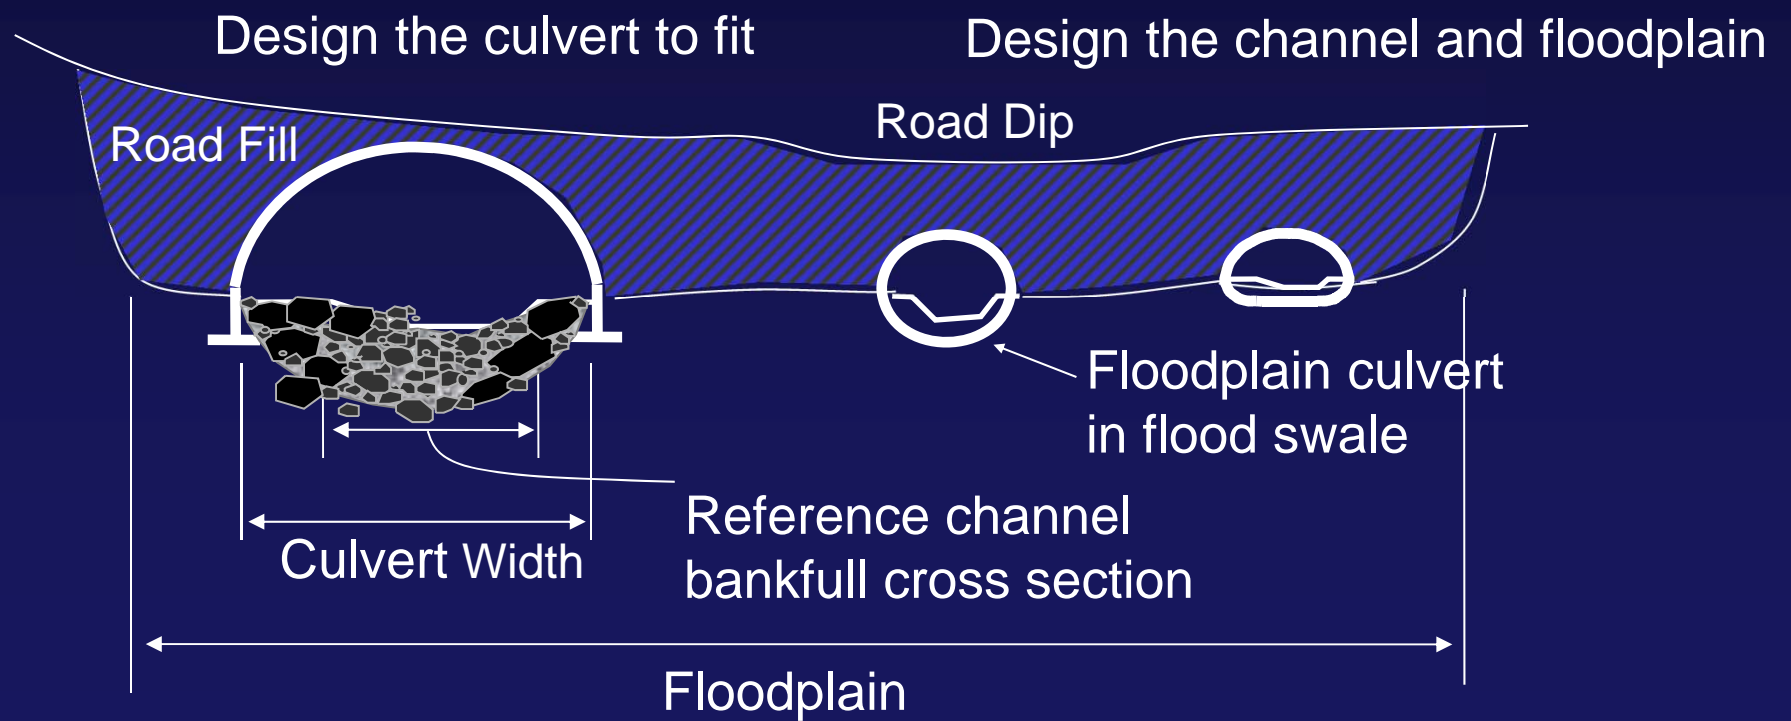 Design the culvert to fit
Design the channel and floodplain
Road Fill
Road Dip
Floodplain culvert
in flood swale
Reference channel
bankfull cross section
Culvert Width
Floodplain